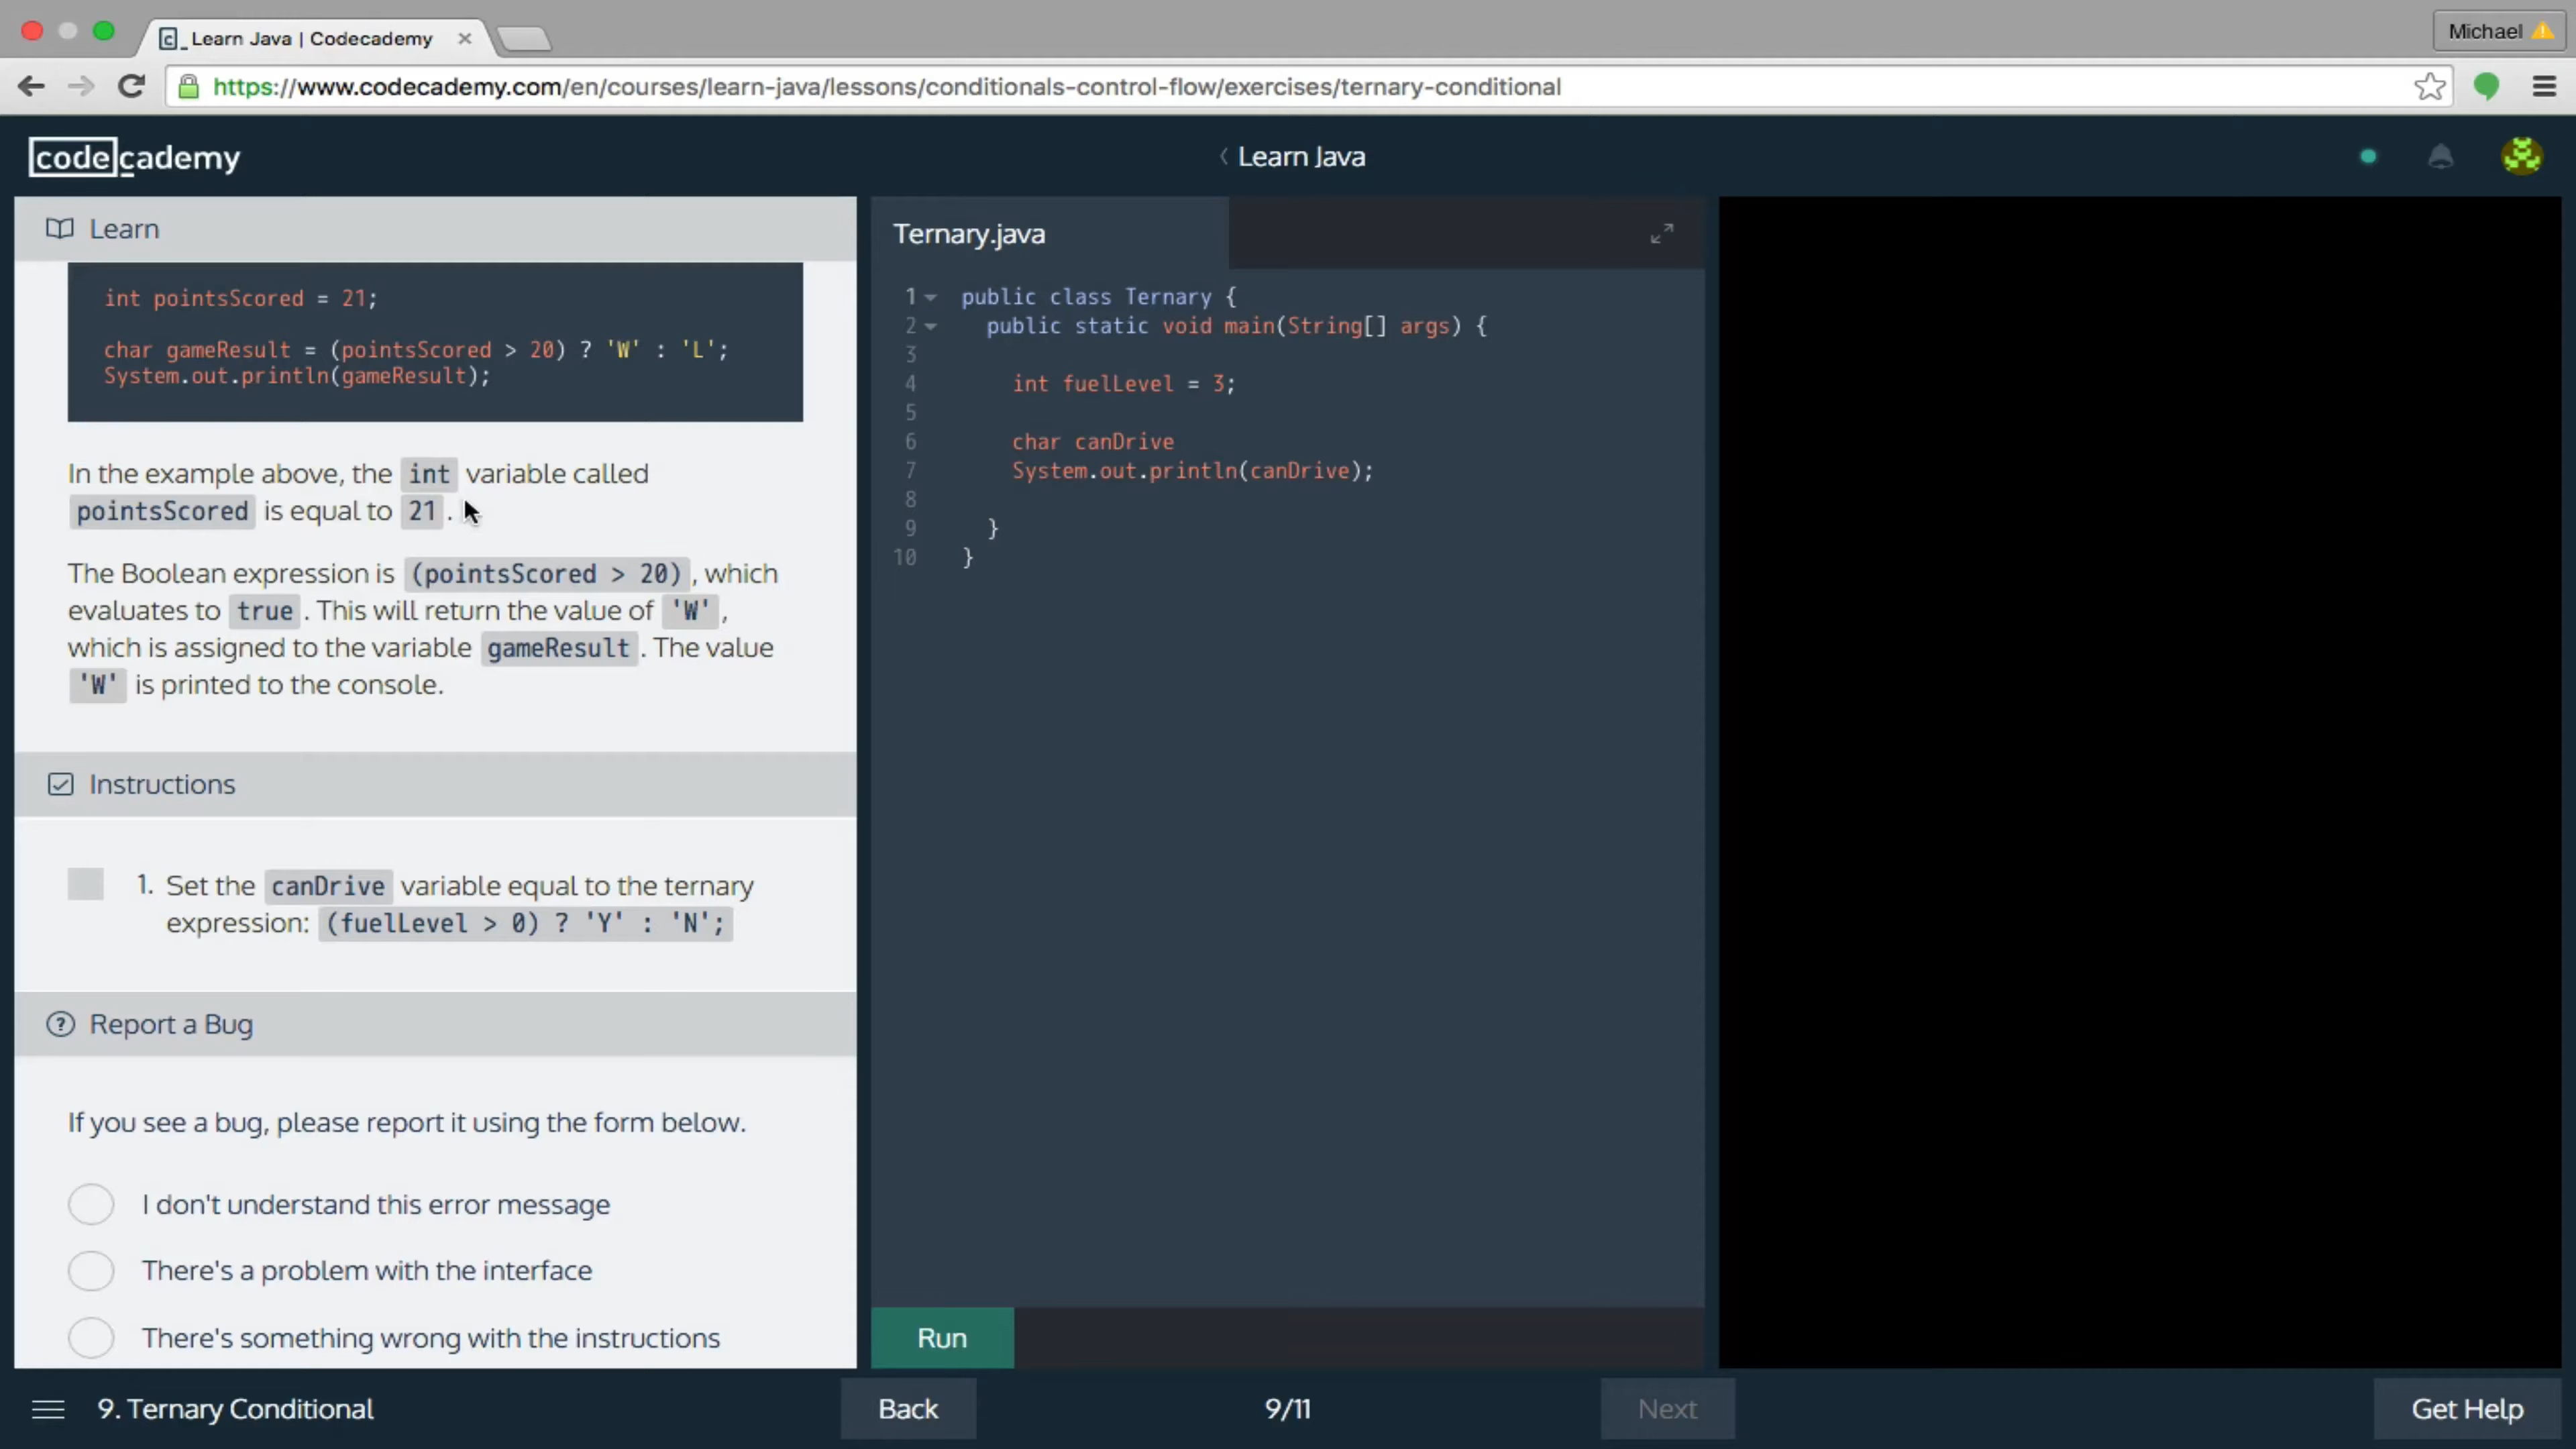 Learn Java | Codecademy
Michael
https://www.codecademy.com/en/courses/learn-java/lessons/conditionals-control-flow/exercises/ternary-conditional
codecademy
Learn Java
Learn
int pointsScored = 21;
char gameResult = (pointsScored > 20) ? 'W' : 'L';
System.out.println(gameResult);
In the example above, the int variable called
pointsScored is equal to 21.
The Boolean expression is (pointsScored > 20), which
evaluates to true. This will return the value of 'W',
which is assigned to the variable gameResult. The value
'W' is printed to the console.
Instructions
1. Set the canDrive variable equal to the ternary
expression: (fuelLevel > 0) ? 'Y' : 'N';
Report a Bug
If you see a bug, please report it using the form below.
I don't understand this error message
There's a problem with the interface
There's something wrong with the instructions
Ternary.java
1 public class Ternary {
2 public static void main(String[] args) {
3
4 int fuelLevel = 3;
5
6 char canDrive
7 System.out.println(canDrive);
8
9 }
10 }
Run
9. Ternary Conditional
Back
9/11
Next
Get Help